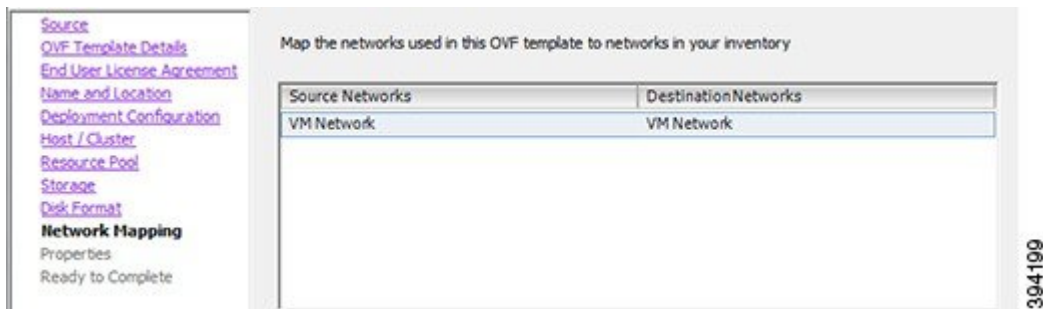 Source
OVF Template Details
End User License Agreement
Name and Location
Deployment Configuration
Host / Cluster
Resource Pool
Storage
Disk Format
Network Mapping
Properties
Ready to Complete
Map the networks used in this OVF template to networks in your inventory
Source Networks Destination Networks
VM Network VM Network
394199